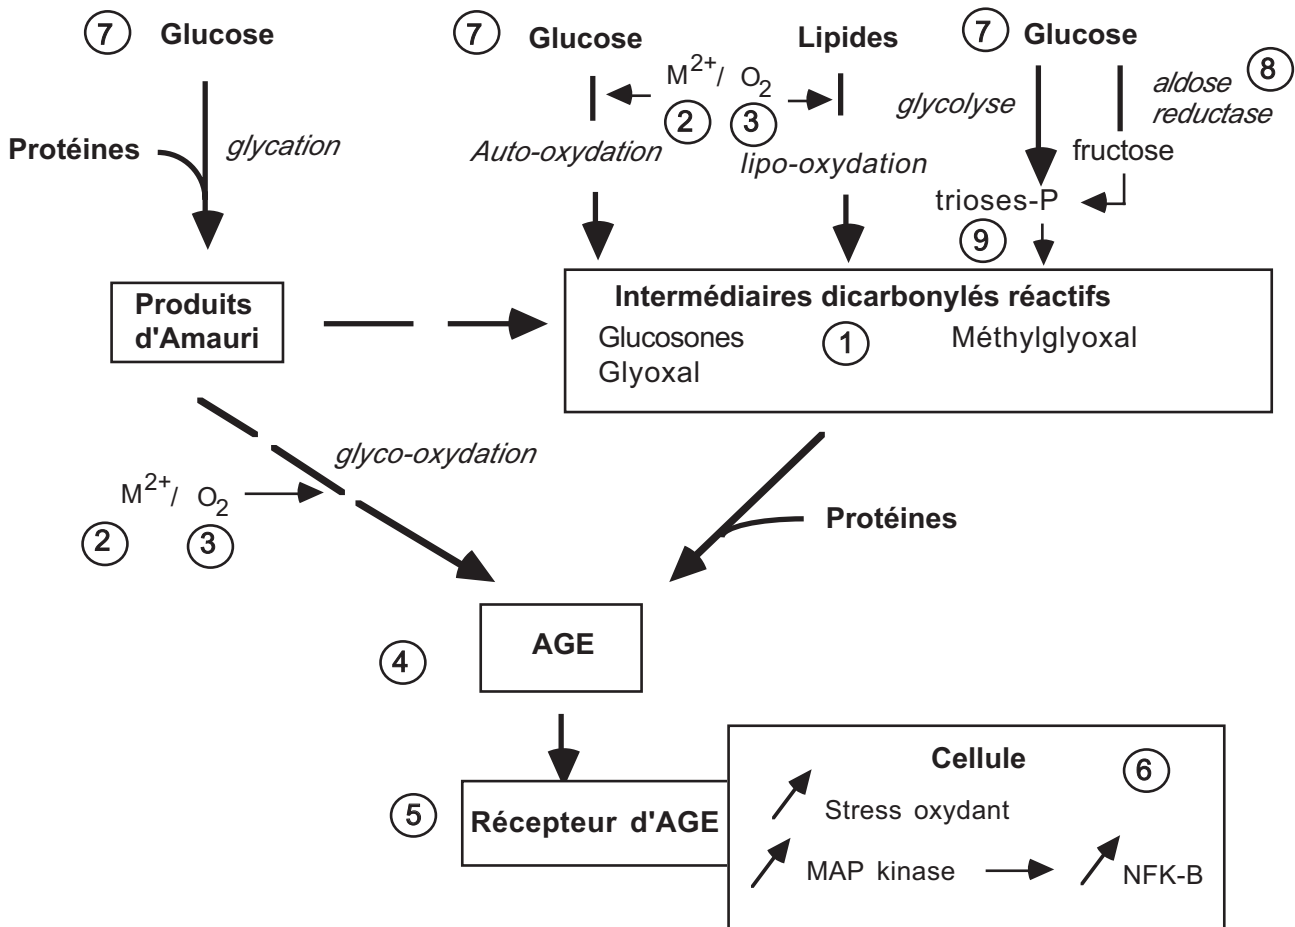 7 Glucose
7 Glucose
Lipides
7 Glucose
M2+/ O2
2 3
glycolyse
aldose 8
reductase
Protéines
glycation
Auto-oxydation
lipo-oxydation
fructose
trioses-P
9
Produits
d'Amauri
Intermédiaires dicarbonylés réactifs
Glucosones
Glyoxal
1
Méthylglyoxal
glyco-oxydation
M2+/ O2
2 3
Protéines
4
AGE
5
Récepteur d'AGE
Cellule
6
Stress oxydant
MAP kinase
NFK-B